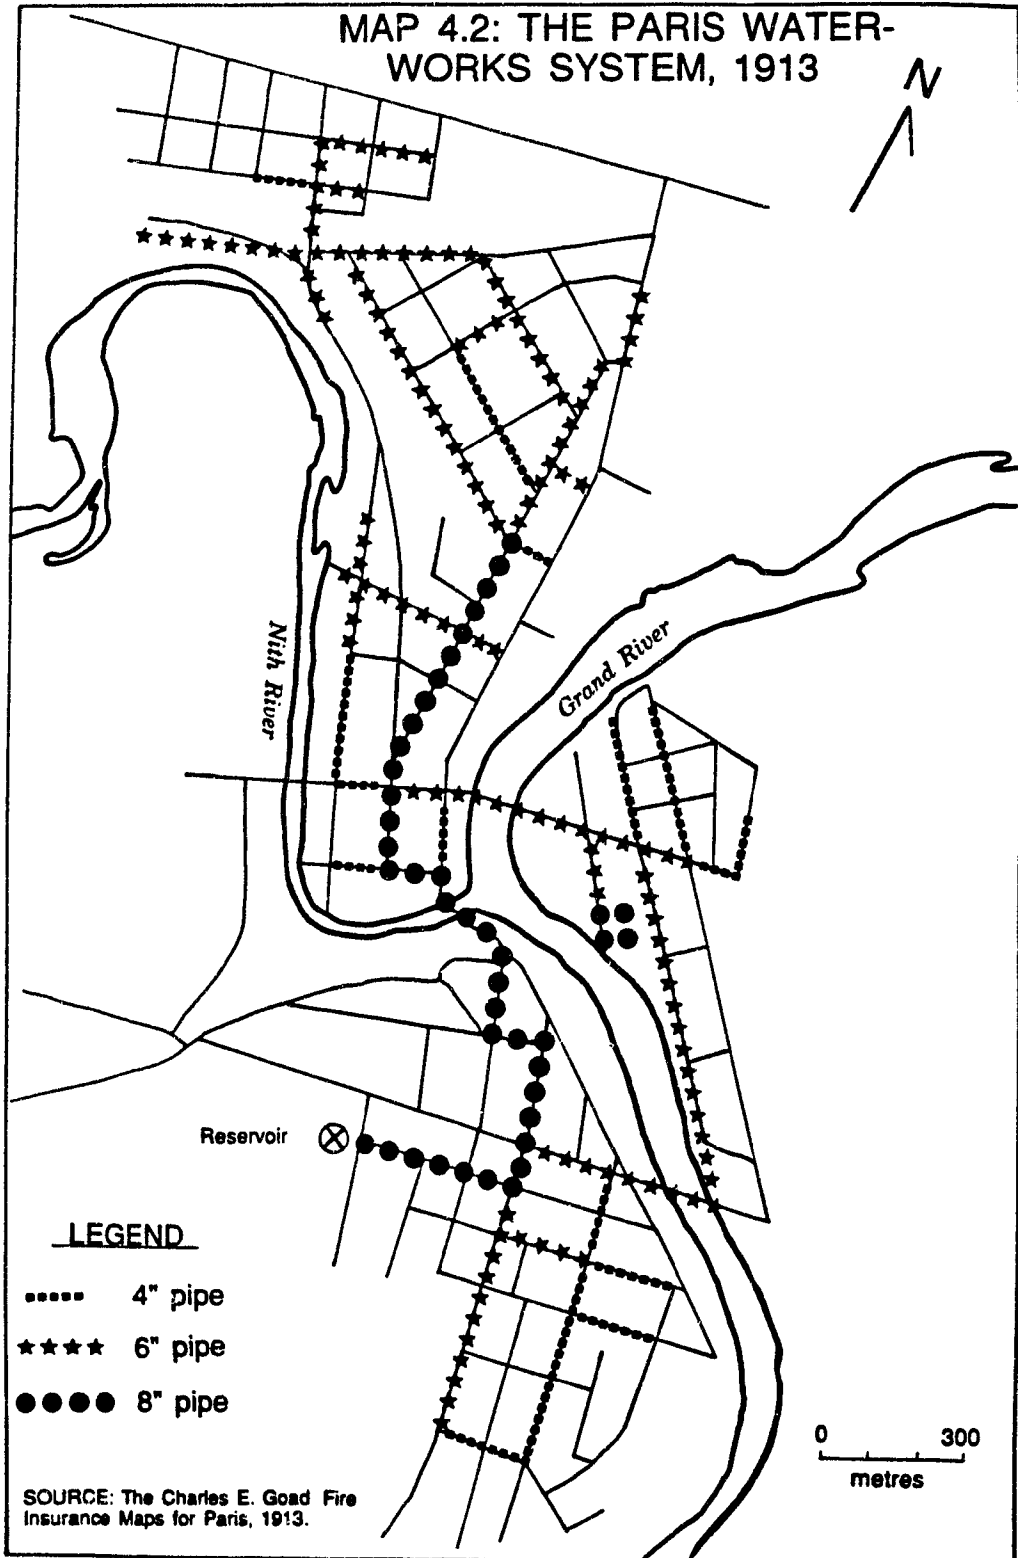 MAP 4.2: THE PARIS WATER-
WORKS SYSTEM, 1913
N
Nith River
Grand River
Reservoir
LEGEND
4" pipe
6" pipe
8" pipe
0 300
metres
SOURCE: The Charles E. Goad Fire
Insurance Maps for Paris, 1913.